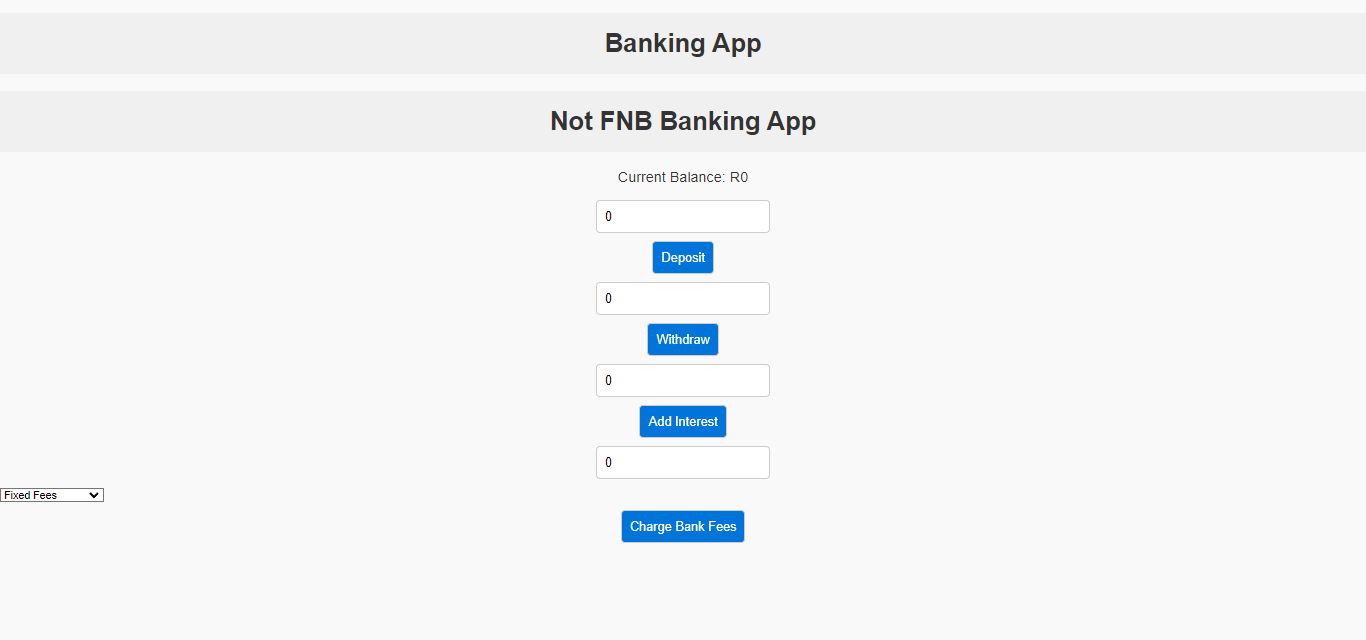 Banking App
Not FNB Banking App
Current Balance: R0
0
Deposit
0
Withdraw
0
Add Interest
0
Fixed Fees
Charge Bank Fees